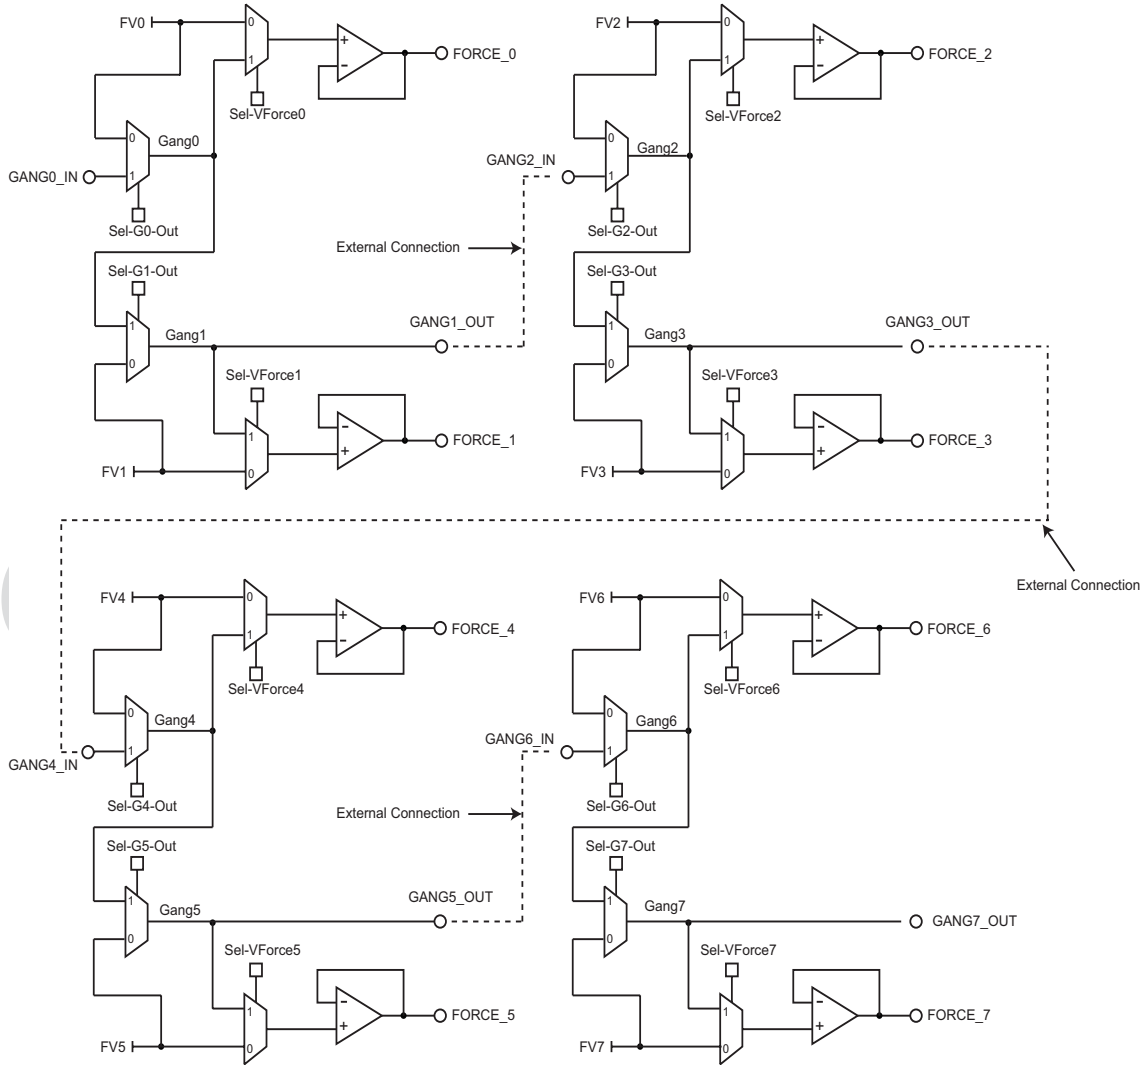 FV0
0
1
+
−
FORCE_0
Sel-VForce0
0
1
Gang0
GANG0_IN
Sel-G0-Out
FV2
0
1
+
−
FORCE_2
Sel-VForce2
0
1
Gang2
GANG2_IN
Sel-G2-Out
External Connection
Sel-G1-Out
1
0
Gang1
GANG1_OUT
Sel-VForce1
1
0
−
+
FORCE_1
FV1
Sel-G3-Out
1
0
Gang3
GANG3_OUT
Sel-VForce3
1
0
−
+
FORCE_3
FV3
External Connection
FV4
0
1
+
−
FORCE_4
Sel-VForce4
0
1
Gang4
GANG4_IN
Sel-G4-Out
FV6
0
1
+
−
FORCE_6
Sel-VForce6
0
1
Gang6
GANG6_IN
Sel-G6-Out
External Connection
Sel-G5-Out
1
0
Gang5
GANG5_OUT
Sel-VForce5
1
0
−
+
FORCE_5
FV5
Sel-G7-Out
1
0
Gang7
GANG7_OUT
Sel-VForce7
1
0
−
+
FORCE_7
FV7